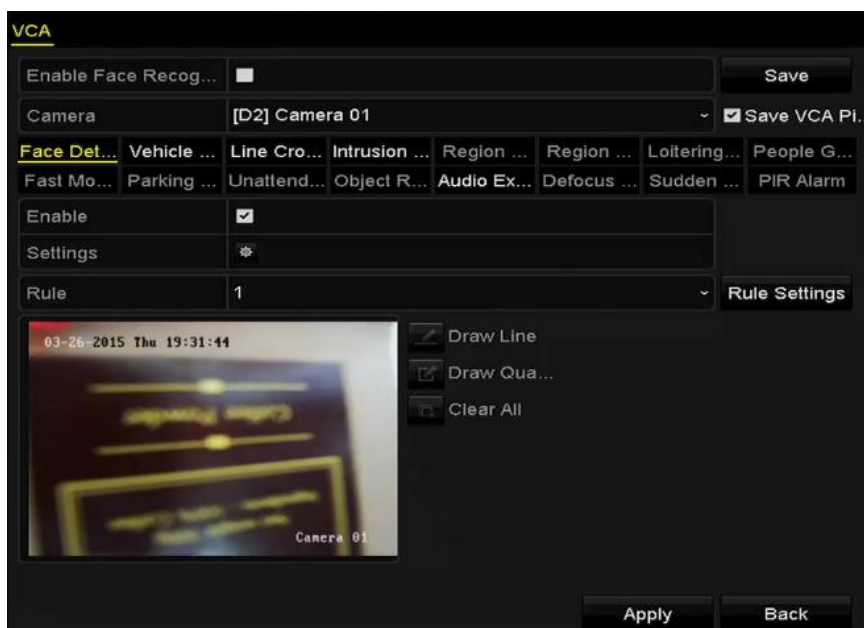 VCA
Enable Face Recog...
Save
Camera [D2] Camera 01
Save VCA Pi.
Face Det... Vehicle ... Line Cro... Intrusion ... Region ... Region ... Loitering... People G...
Fast Mo... Parking ... Unattend... Object R... Audio Ex... Defocus ... Sudden ... PIR Alarm
Enable
Settings
Rule 1 Rule Settings
03-26-2015 Thu 19:31:44
Draw Line
Draw Qua...
Clear All
Camera 01
Apply Back